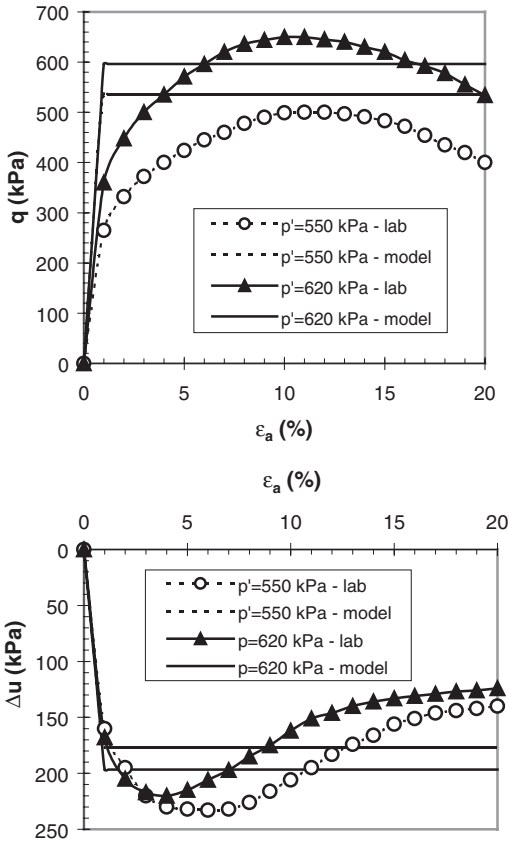 700
600
500
400
300
200
100
0
q (kPa)
p'=550 kPa - lab
p'=550 kPa - model
p'=620 kPa - lab
p'=620 kPa - model
0 5 10 15 20
εa (%)
εa (%)
0 5 10 15 20
0
50
100
150
200
250
Δu (kPa)
p'=550 kPa - lab
p'=550 kPa - model
p=620 kPa - lab
p=620 kPa - model